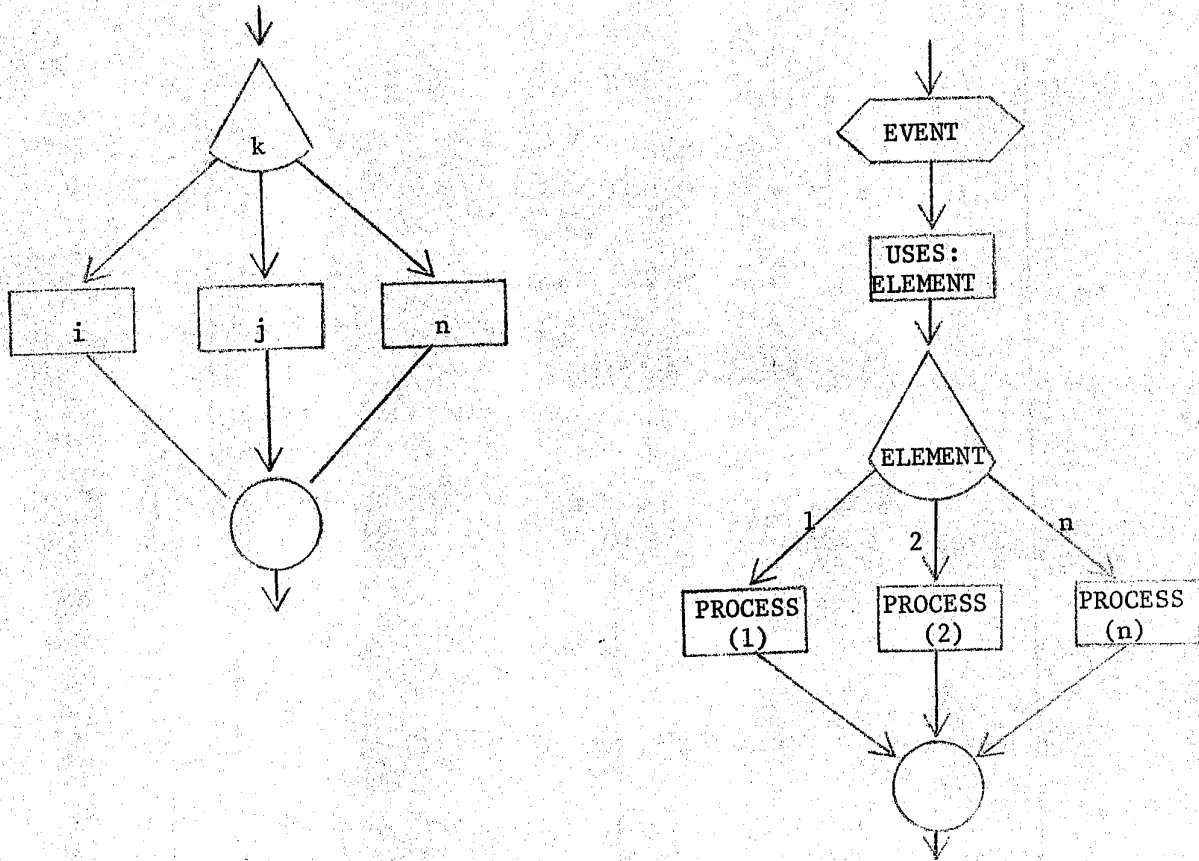 k
i
j
n
EVENT
USES:
ELEMENT
ELEMENT
1
2
n
PROCESS
(1)
PROCESS
(2)
PROCESS
(n)